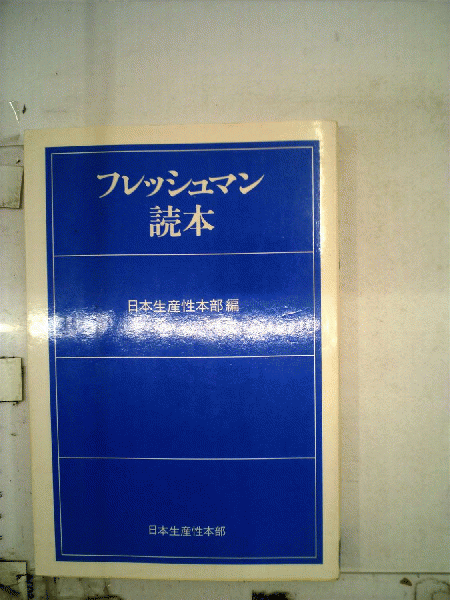 フレッシュマン
読本
日本生産性本部編
日本生産性本部